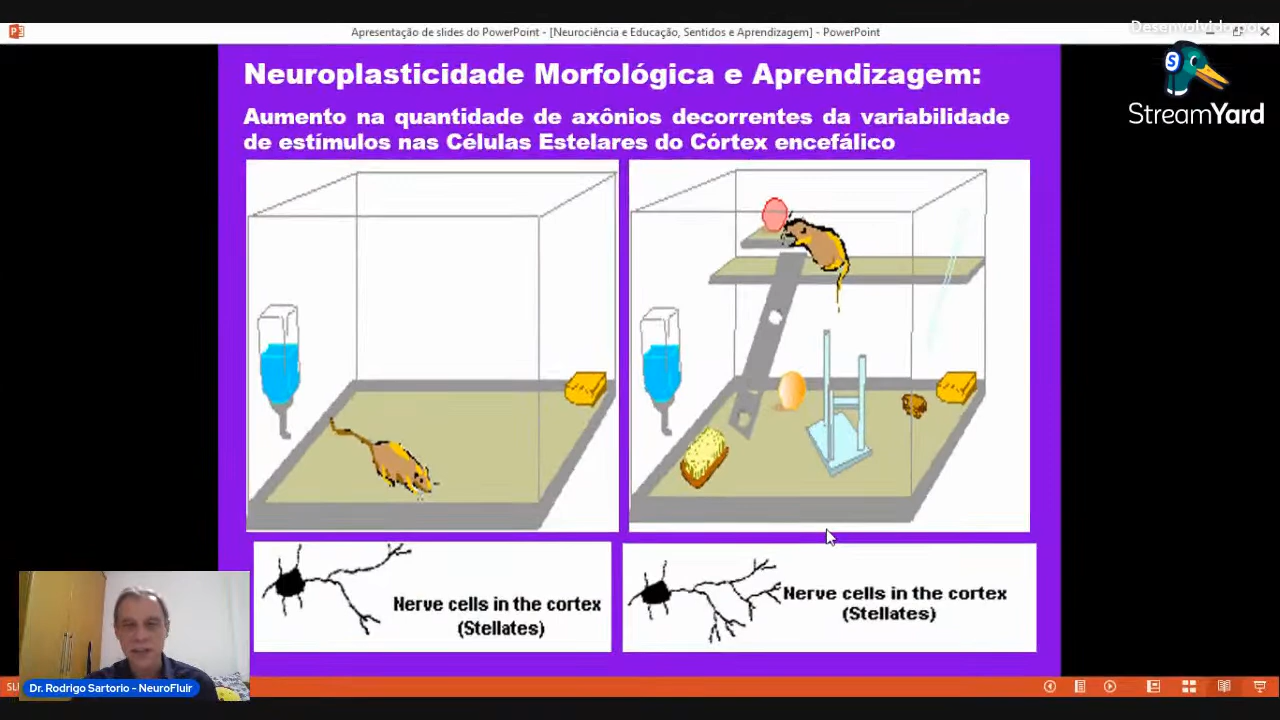 Apresentação de slides do PowerPoint - [Neurociência e Educação, Sentidos e Aprendizagem] - PowerPoint
Desenvolvido por
StreamYard
Neuroplasticidade Morfológica e Aprendizagem:
Aumento na quantidade de axônios decorrentes da variabilidade
de estímulos nas Células Estelares do Córtex encefálico
Nerve cells in the cortex
(Stellates)
Nerve cells in the cortex
(Stellates)
Dr. Rodrigo Sartorio - NeuroFluir